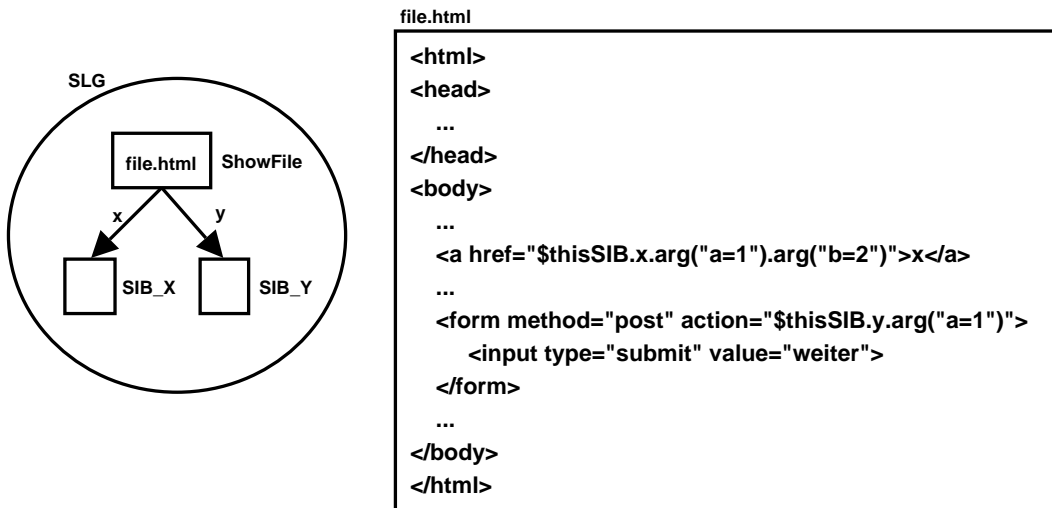 SLG
file.html
ShowFile
x
y
SIB_X
SIB_Y
file.html
<html>
<head>
...
</head>
<body>
...
<a href="$thisSIB.x.arg("a=1").arg("b=2")">x</a>
...
<form method="post" action="$thisSIB.y.arg("a=1")">
<input type="submit" value="weiter">
</form>
...
</body>
</html>